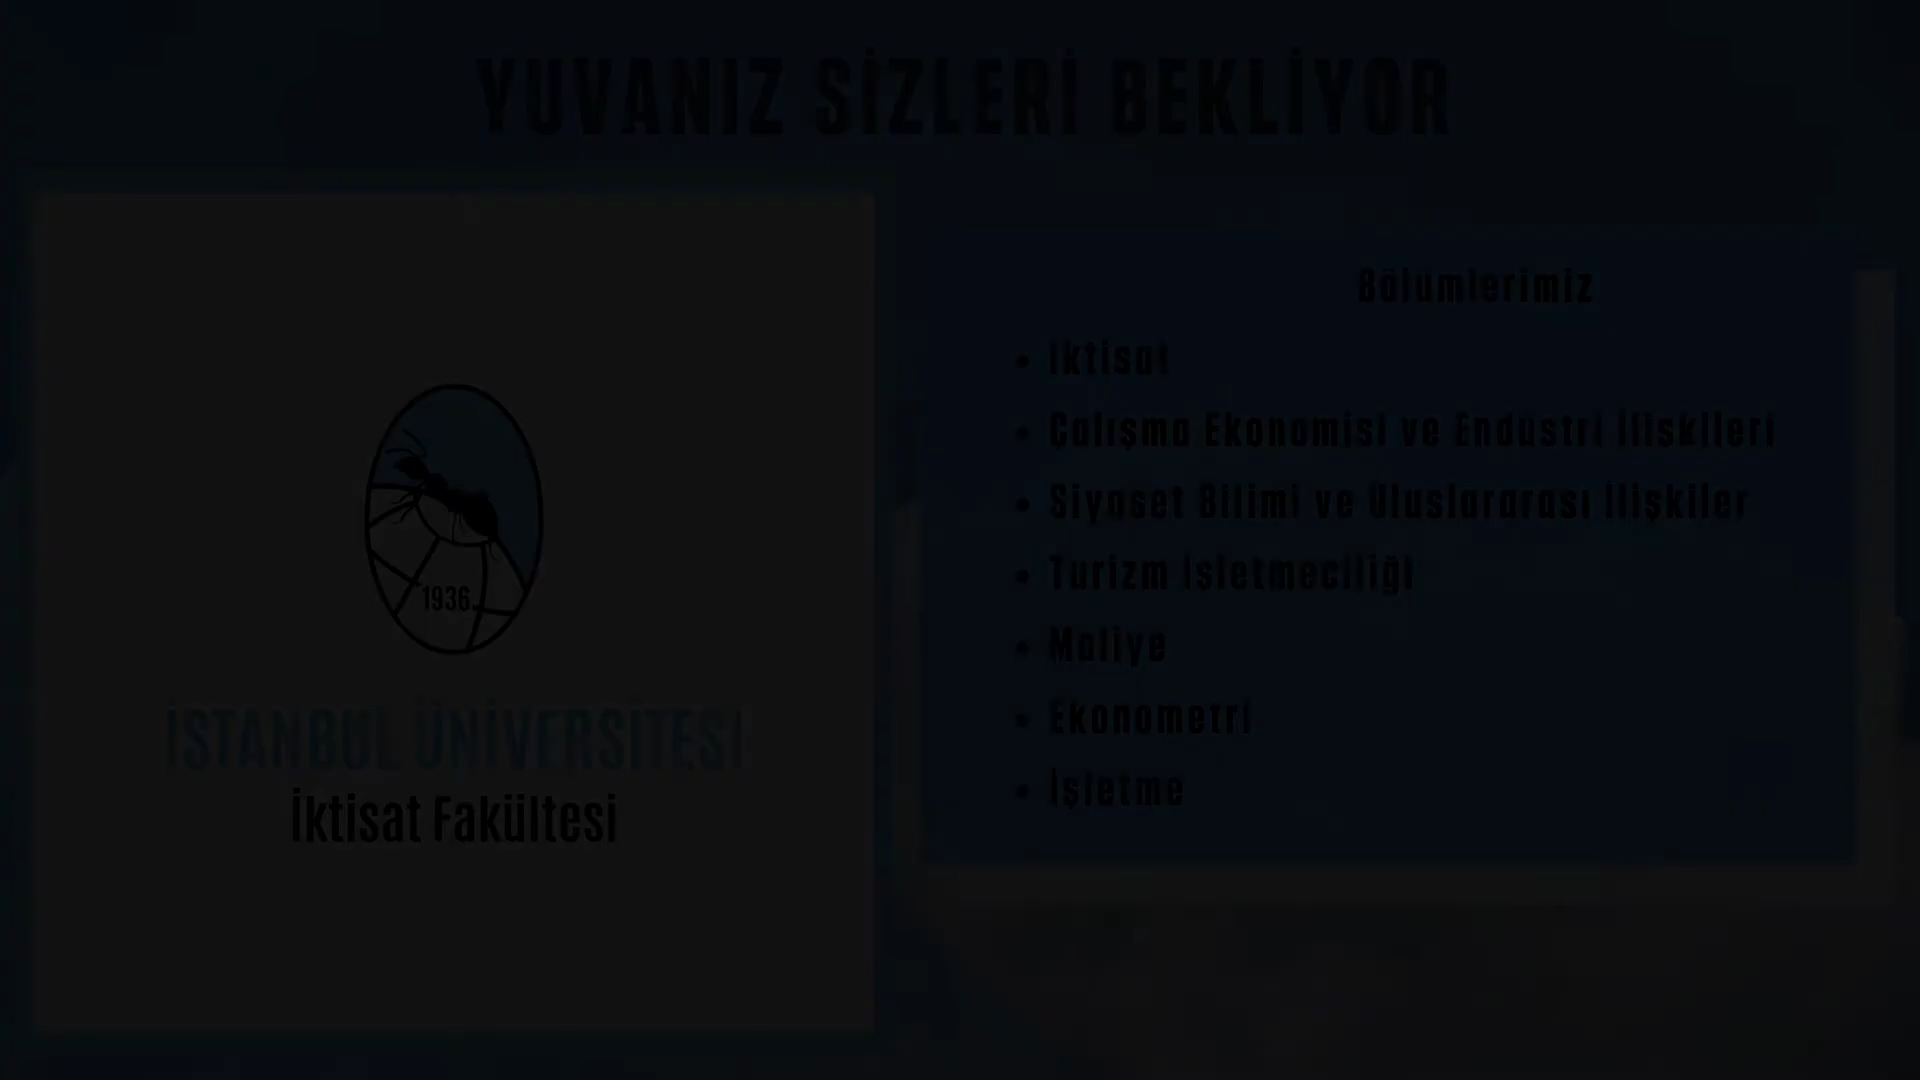 YUVANIZ SİZLERİ BEKLİYOR
1936
İSTANBUL ÜNİVERSİTESİ
İktisat Fakültesi
Bölümlerimiz
• İktisat
• Çalışma Ekonomisi ve Endüstri İliskileri
• Siyaset Bilimi ve Uluslararası İlişkiler
• Turizm İşletmeciliği
• Maliye
• Ekonometri
• İşletme